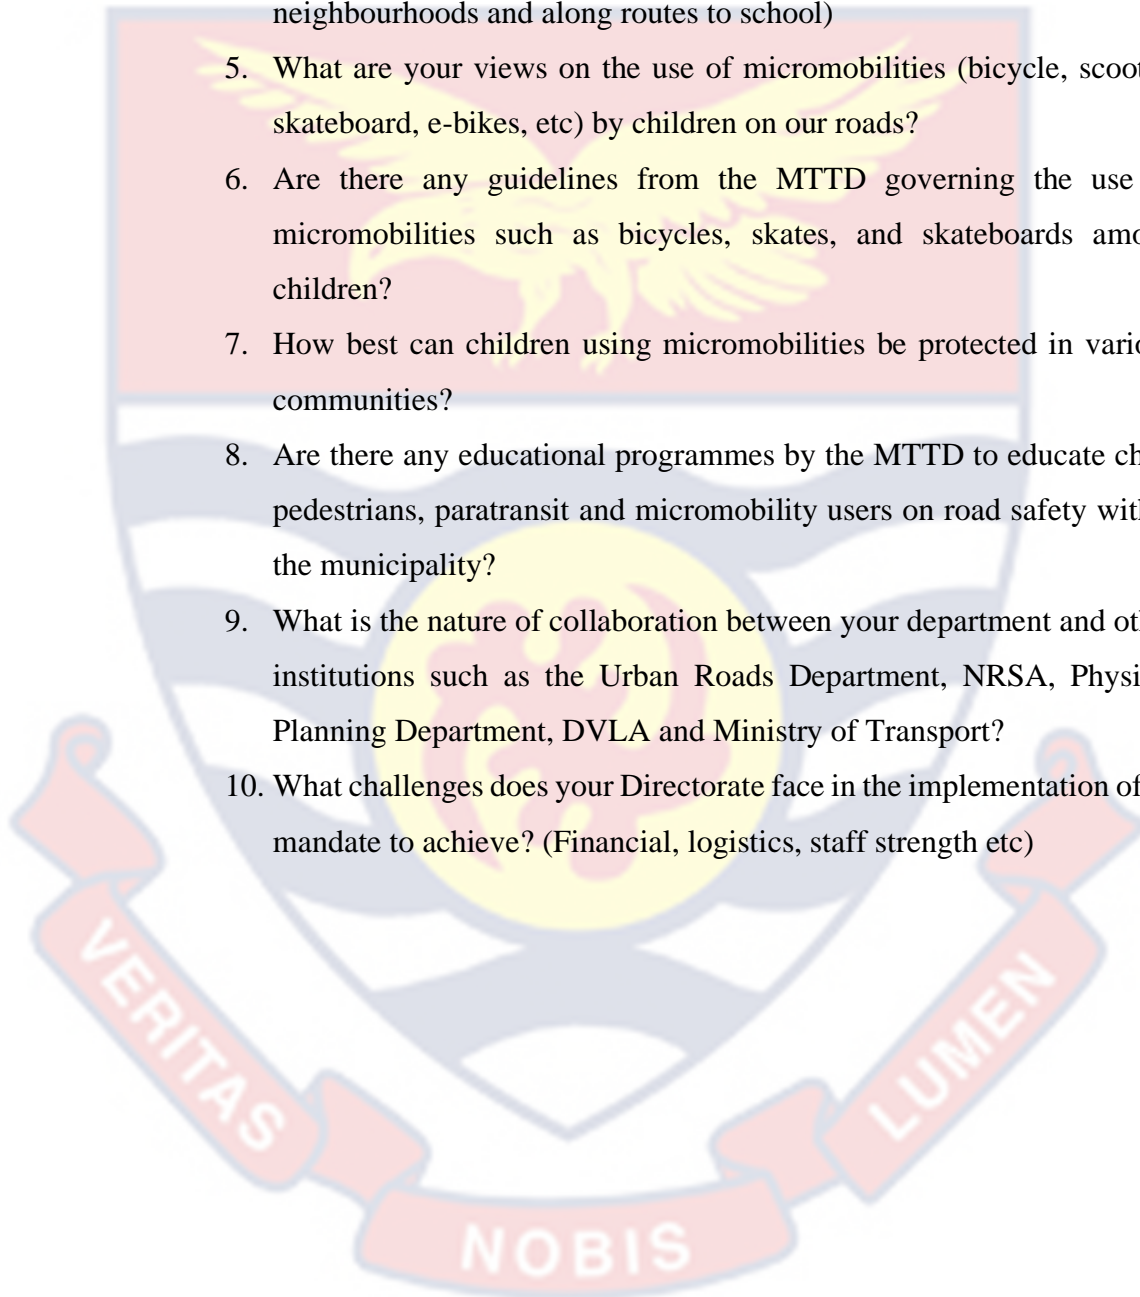 neighbourhoods and along routes to school)
5. What are your views on the use of micromobilities (bicycle, scoot
skateboard, e-bikes, etc) by children on our roads?
6. Are there any guidelines from the MTTD governing the use
micromobilities such as bicycles, skates, and skateboards amo
children?
7. How best can children using micromobilities be protected in vario
communities?
8. Are there any educational programmes by the MTTD to educate ch
pedestrians, paratransit and micromobility users on road safety with
the municipality?
9. What is the nature of collaboration between your department and ot
institutions such as the Urban Roads Department, NRSA, Physi
Planning Department, DVLA and Ministry of Transport?
10. What challenges does your Directorate face in the implementation of
mandate to achieve? (Financial, logistics, staff strength etc)
VERITAS
NOBIS
LUMEN